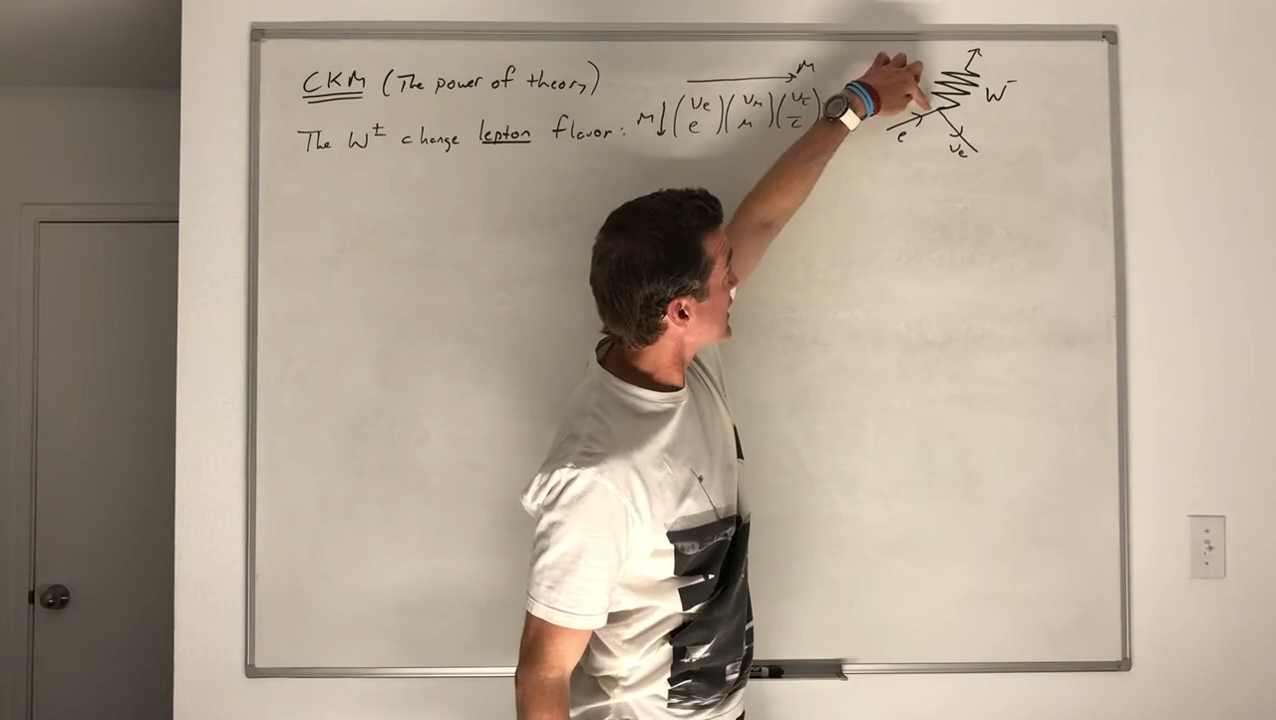 CKM (The power of theory)
M
The W± change lepton flavor: M↓ (νe e) (νμ μ) (ντ τ)
W⁻
e
νe